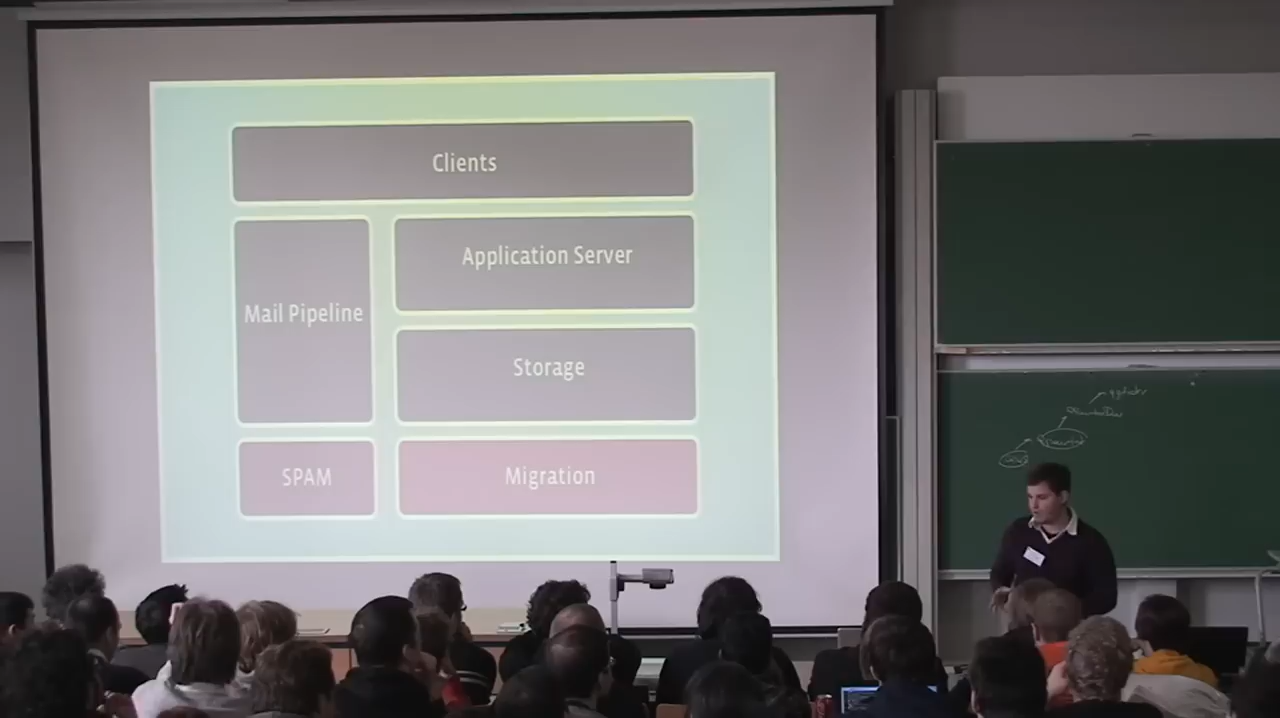 Clients
Application Server
Mail Pipeline
Storage
SPAM
Migration